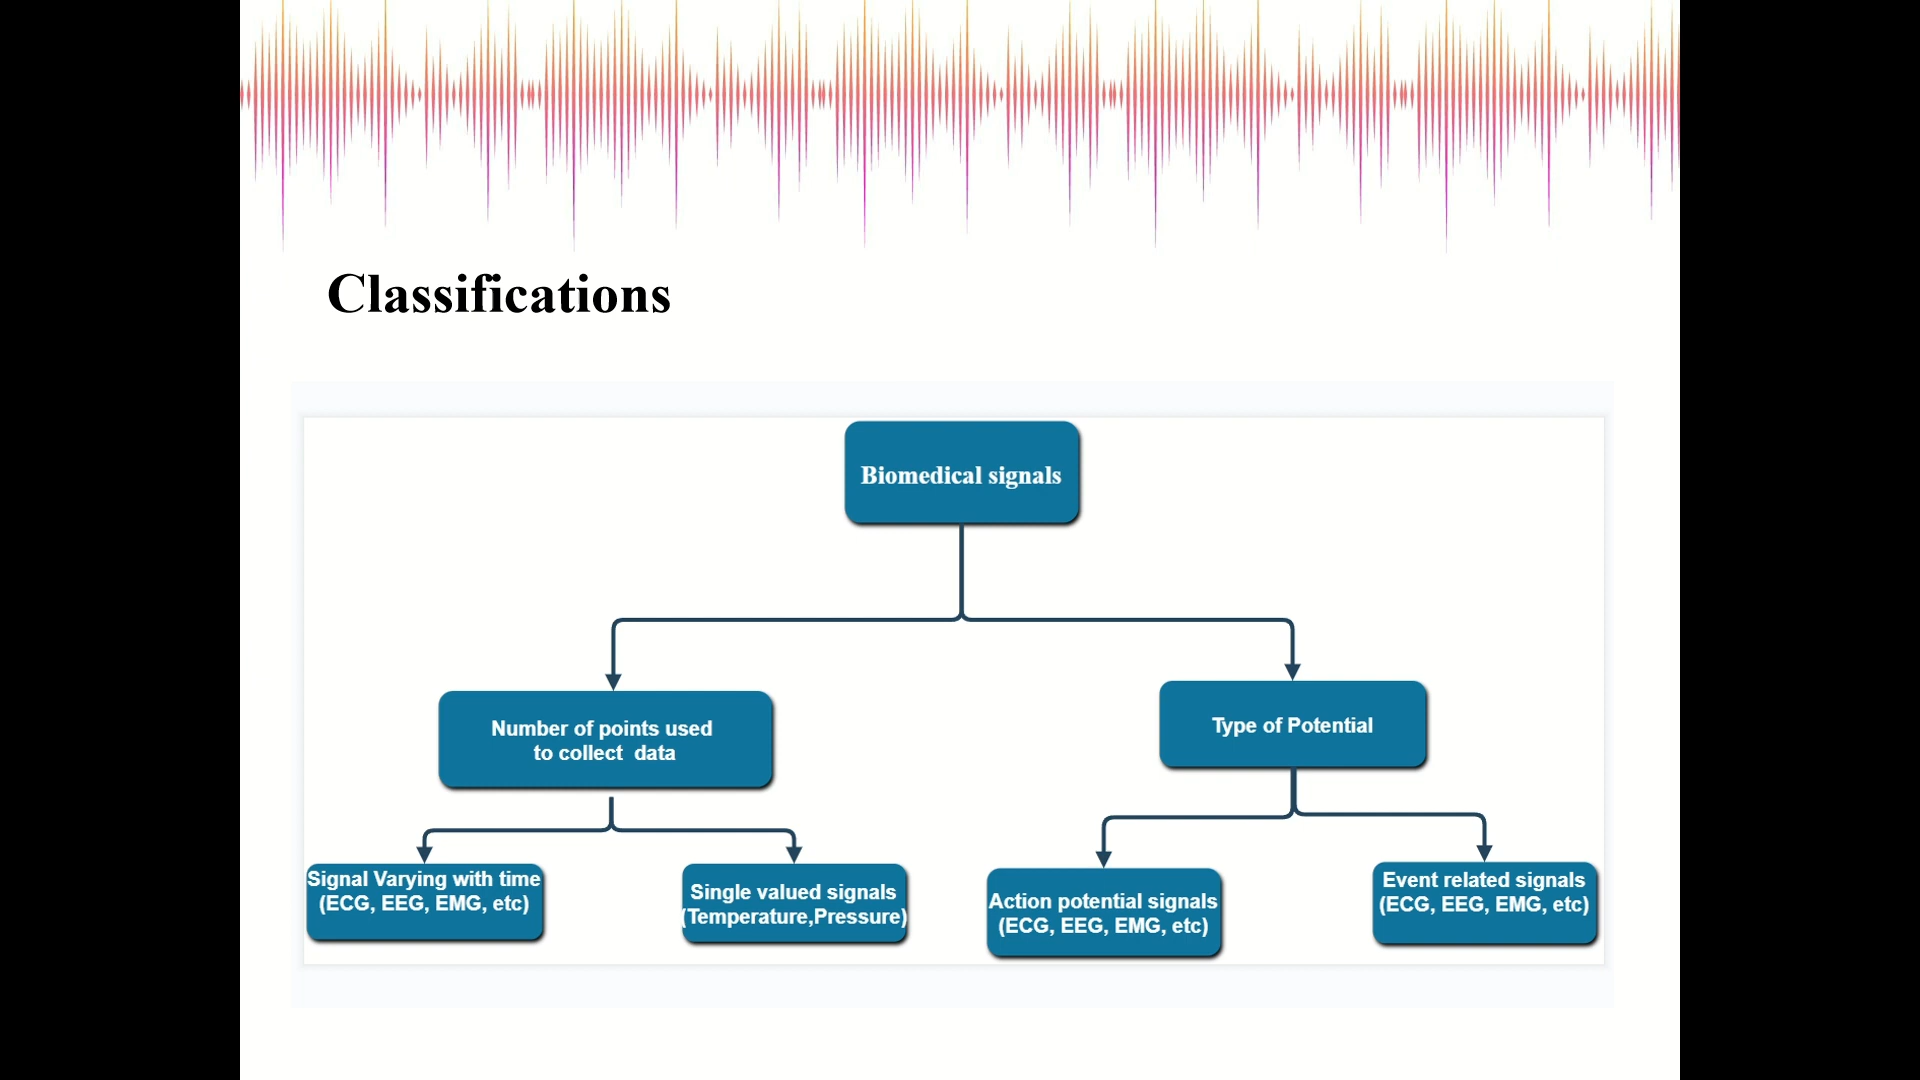 Classifications
Biomedical signals
Number of points used
to collect data
Type of Potential
Signal Varying with time
(ECG, EEG, EMG, etc)
Single valued signals
(Temperature,Pressure)
Action potential signals
(ECG, EEG, EMG, etc)
Event related signals
(ECG, EEG, EMG, etc)